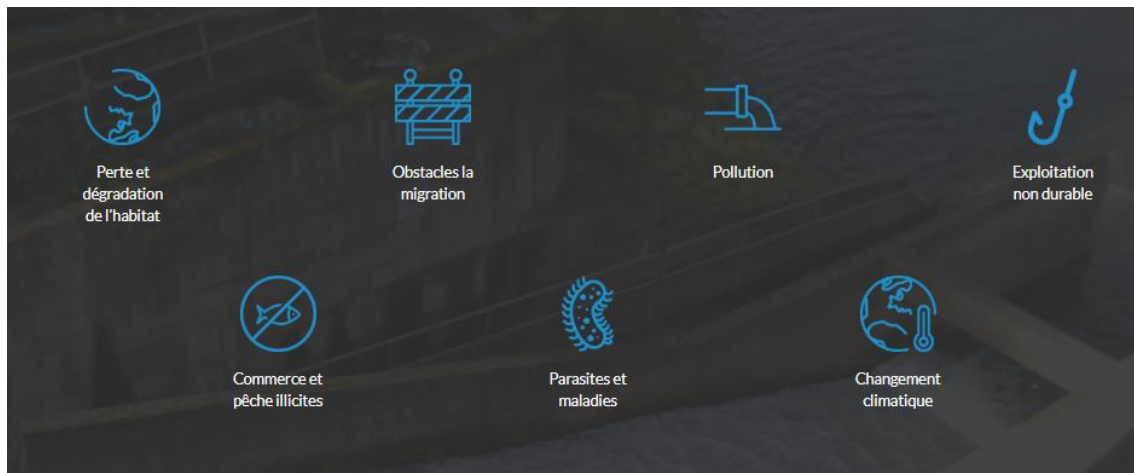 Perte et
dégradation
de l'habitat
Obstacles la
migration
Pollution
Exploitation
non durable
Commerce et
pêche illicites
Parasites et
maladies
Changement
climatique